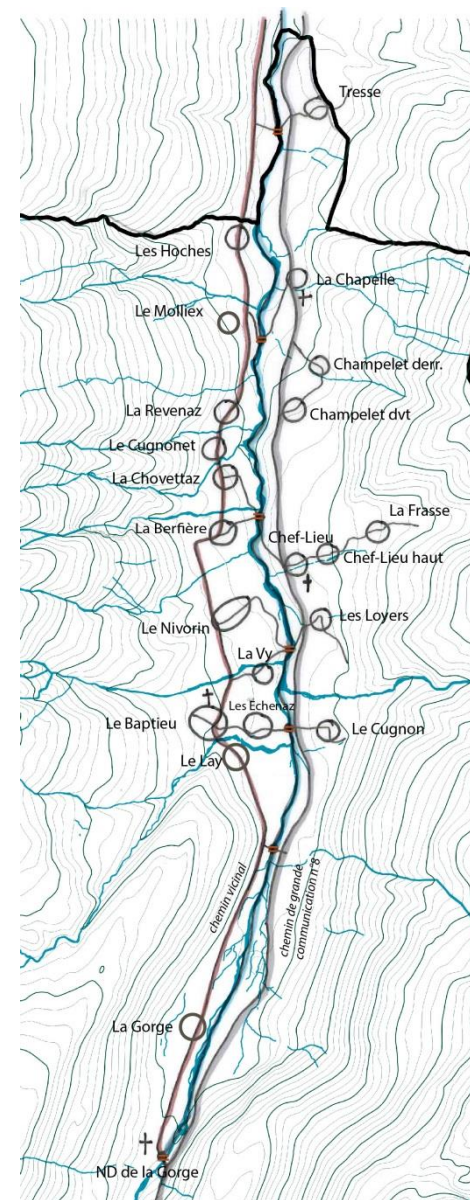 Tresse
Les Hoches
La Chapelle
Le Molliex
Champelet derr.
La Revenaz
Champelet dvt
Le Cugnonet
La Chovettaz
La Frasse
La Berfière
Chef-Lieu
Chef-Lieu haut
Le Nivorin
Les Loyers
La Vy
Les Echenaz
Le Baptieu
Le Cugnon
Le Lay
chemin vicinal
chemin de grande
communication n°8
La Gorge
ND de la Gorge